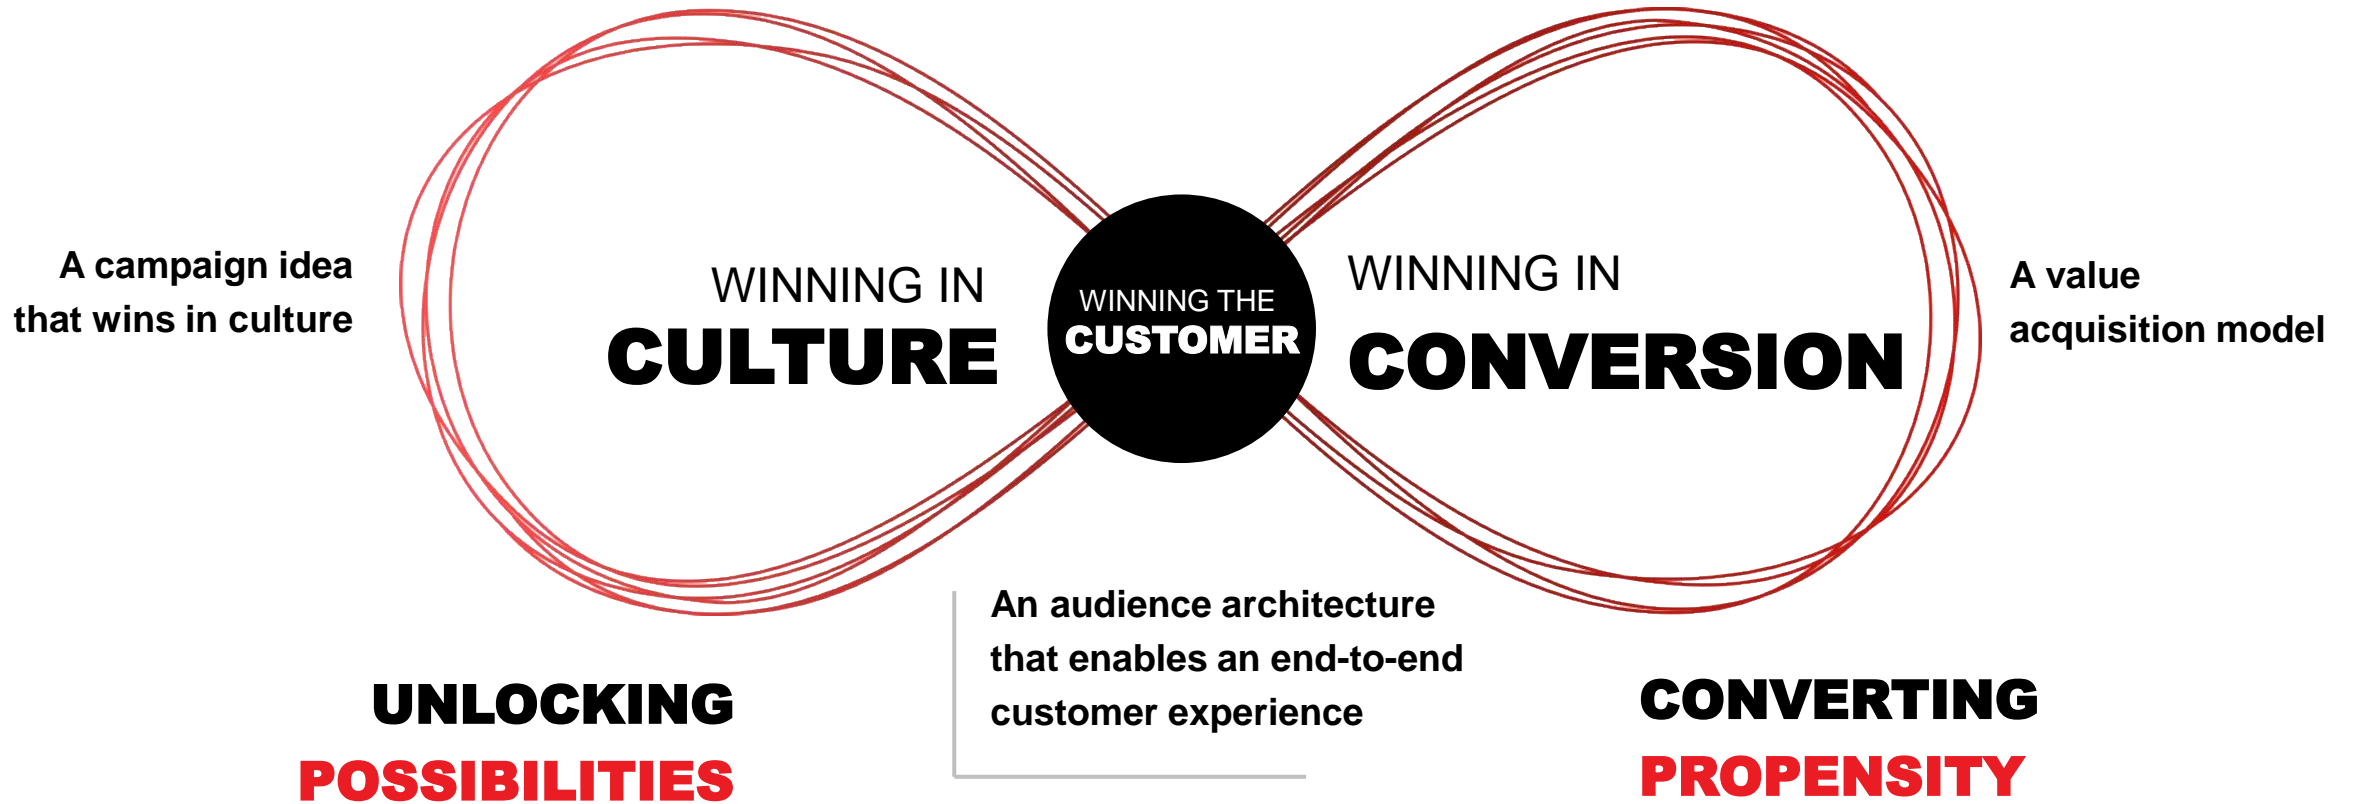 A campaign idea
that wins in culture
WINNING IN
CULTURE
WINNING THE
CUSTOMER
WINNING IN
CONVERSION
A value
acquisition model
An audience architecture
that enables an end-to-end
customer experience
UNLOCKING
POSSIBILITIES
CONVERTING
PROPENSITY